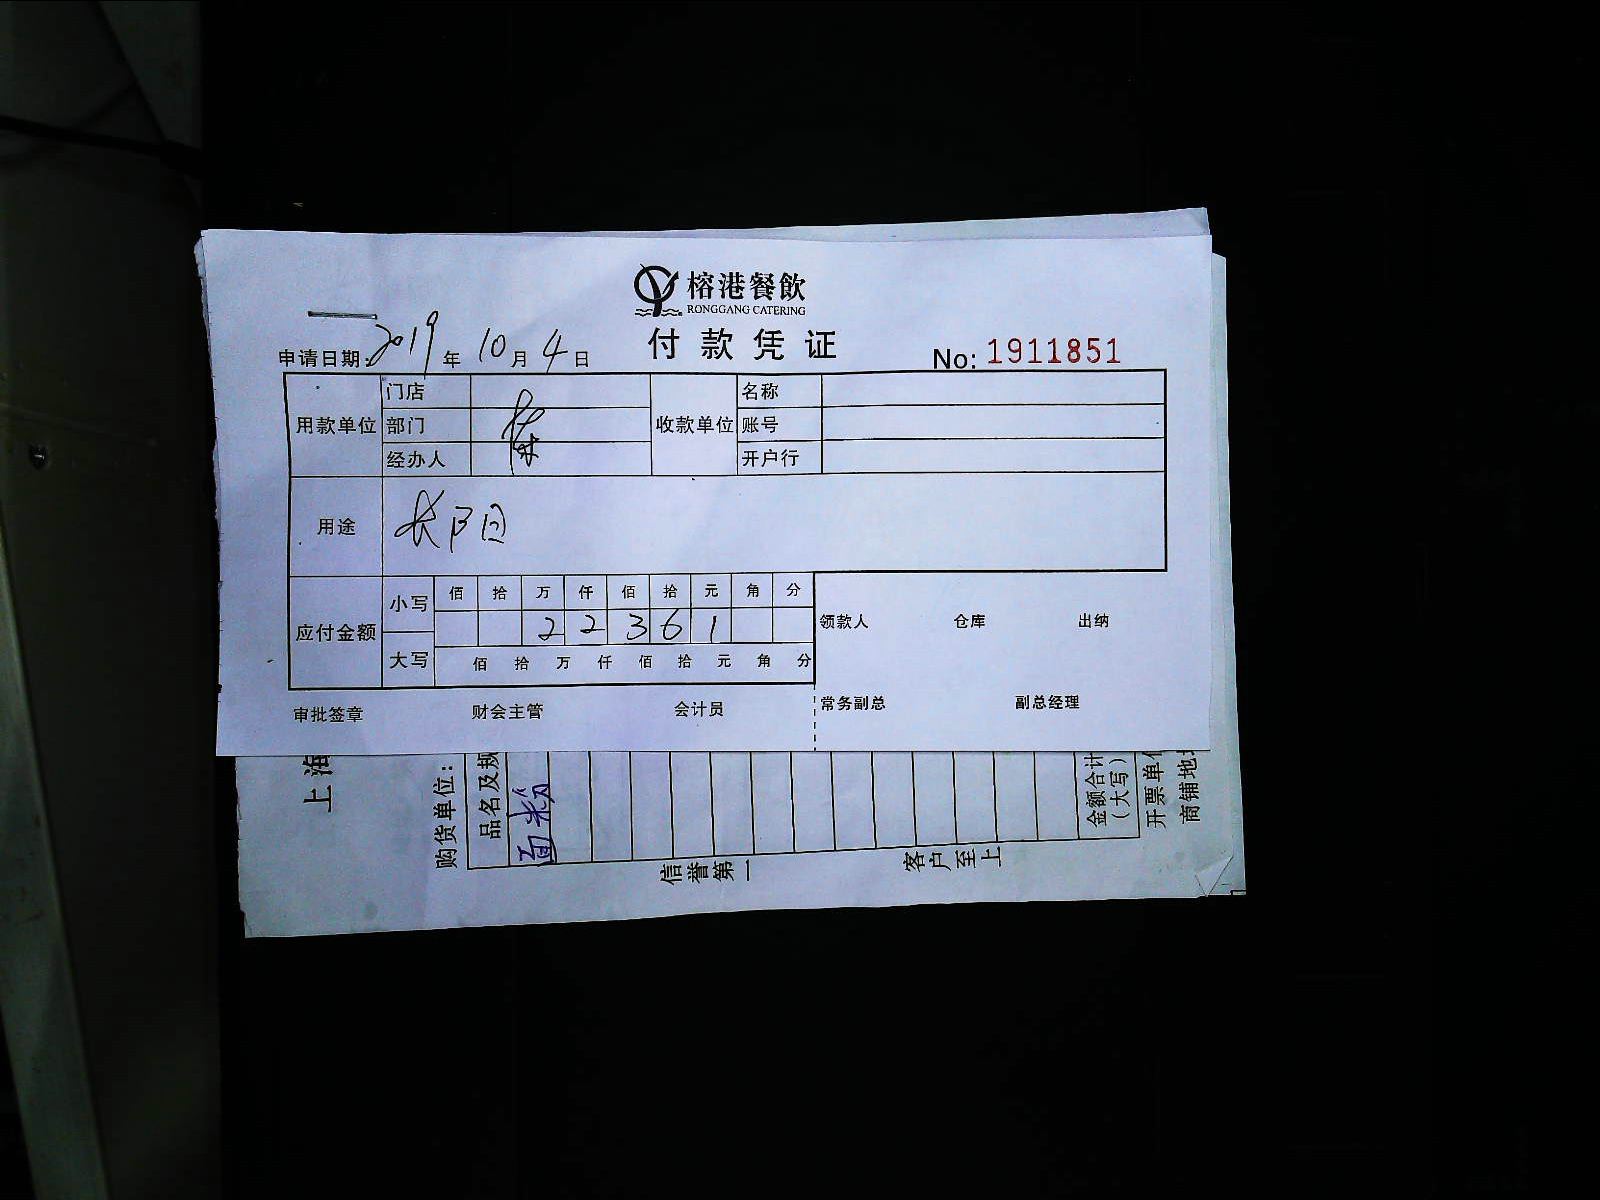 榕港餐飲
RONGGANG CATERING
付款凭证
申请日期: 2019 年 10 月 4 日
No: 1911851
用款单位 门店 收款单位 名称
部门 账号
经办人 开户行
用途 长阳
应付金额 小写 佰 拾 万 仟 佰 拾 元 角 分
2 2 3 6 1
大写 佰 拾 万 仟 佰 拾 元 角 分
领款人 仓库 出纳
审批签章 财会主管 会计员 常务副总 副总经理
上海
购货单位:
品名及规
面粉
金额合计
(大写)
开票单位
商铺地
信誉第一 客户至上